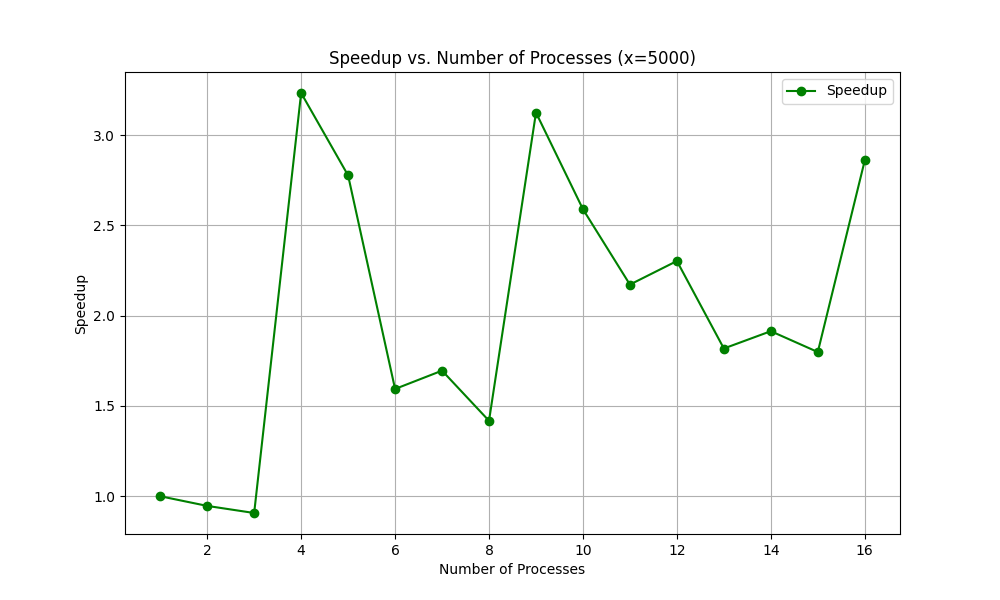 Speedup vs. Number of Processes (x=5000)
Speedup
3.0
2.5
2.0
1.5
1.0
Speedup
2 4 6 8 10 12 14 16
Number of Processes